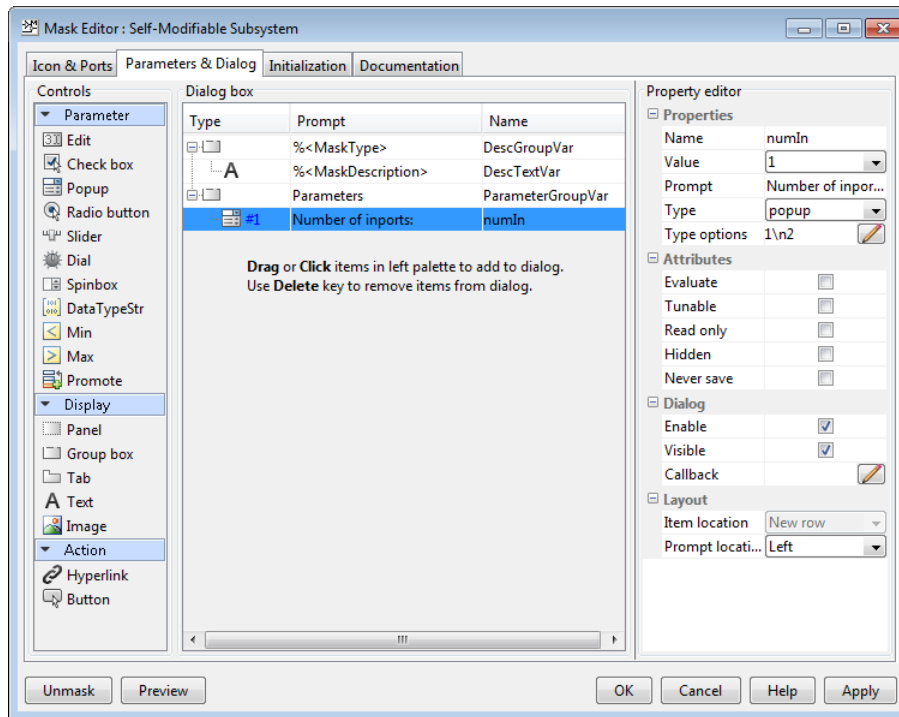 Mask Editor : Self-Modifiable Subsystem
Icon & Ports Parameters & Dialog Initialization Documentation
Controls
Parameter
Edit
Check box
Popup
Radio button
Slider
Dial
Spinbox
DataTypeStr
Min
Max
Promote
Display
Panel
Group box
Tab
A Text
Image
Action
Hyperlink
Button
Dialog box
Type Prompt Name
%<MaskType> DescGroupVar
A %<MaskDescription> DescTextVar
Parameters ParameterGroupVar
#1 Number of inports: numIn
Drag or Click items in left palette to add to dialog.
Use Delete key to remove items from dialog.
Property editor
Properties
Name numIn
Value 1
Prompt Number of inpor...
Type popup
Type options 1\n2
Attributes
Evaluate
Tunable
Read only
Hidden
Never save
Dialog
Enable
Visible
Callback
Layout
Item location New row
Prompt locati... Left
Unmask Preview OK Cancel Help Apply